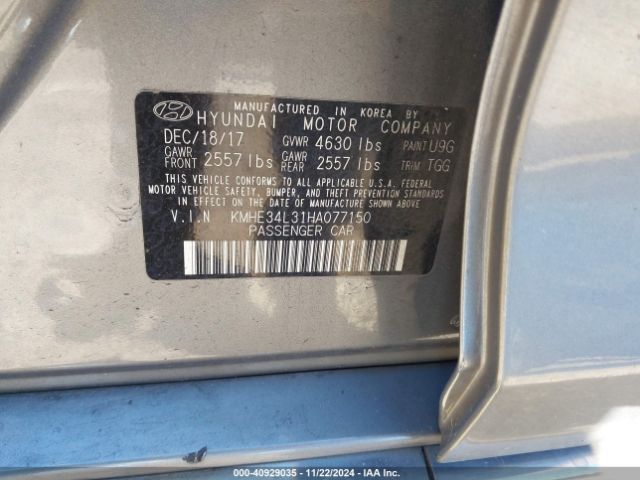 MANUFACTURED IN KOREA BY
HYUNDAI MOTOR COMPANY
DEC/18/17 GVWR 4630 lbs PAINT U9G
GAWR FRONT 2557 lbs GAWR REAR 2557 lbs TRIM TGG
THIS VEHICLE CONFORMS TO ALL APPLICABLE U.S.A. FEDERAL
MOTOR VEHICLE SAFETY, BUMPER, AND THEFT PREVENTION STANDARDS
IN EFFECT ON THE DATE OF MANUFACTURE SHOWN ABOVE.
V.I.N KMHE34L31HA077150
PASSENGER CAR
00-40929035 - 11/22/2024 - IAA Inc.